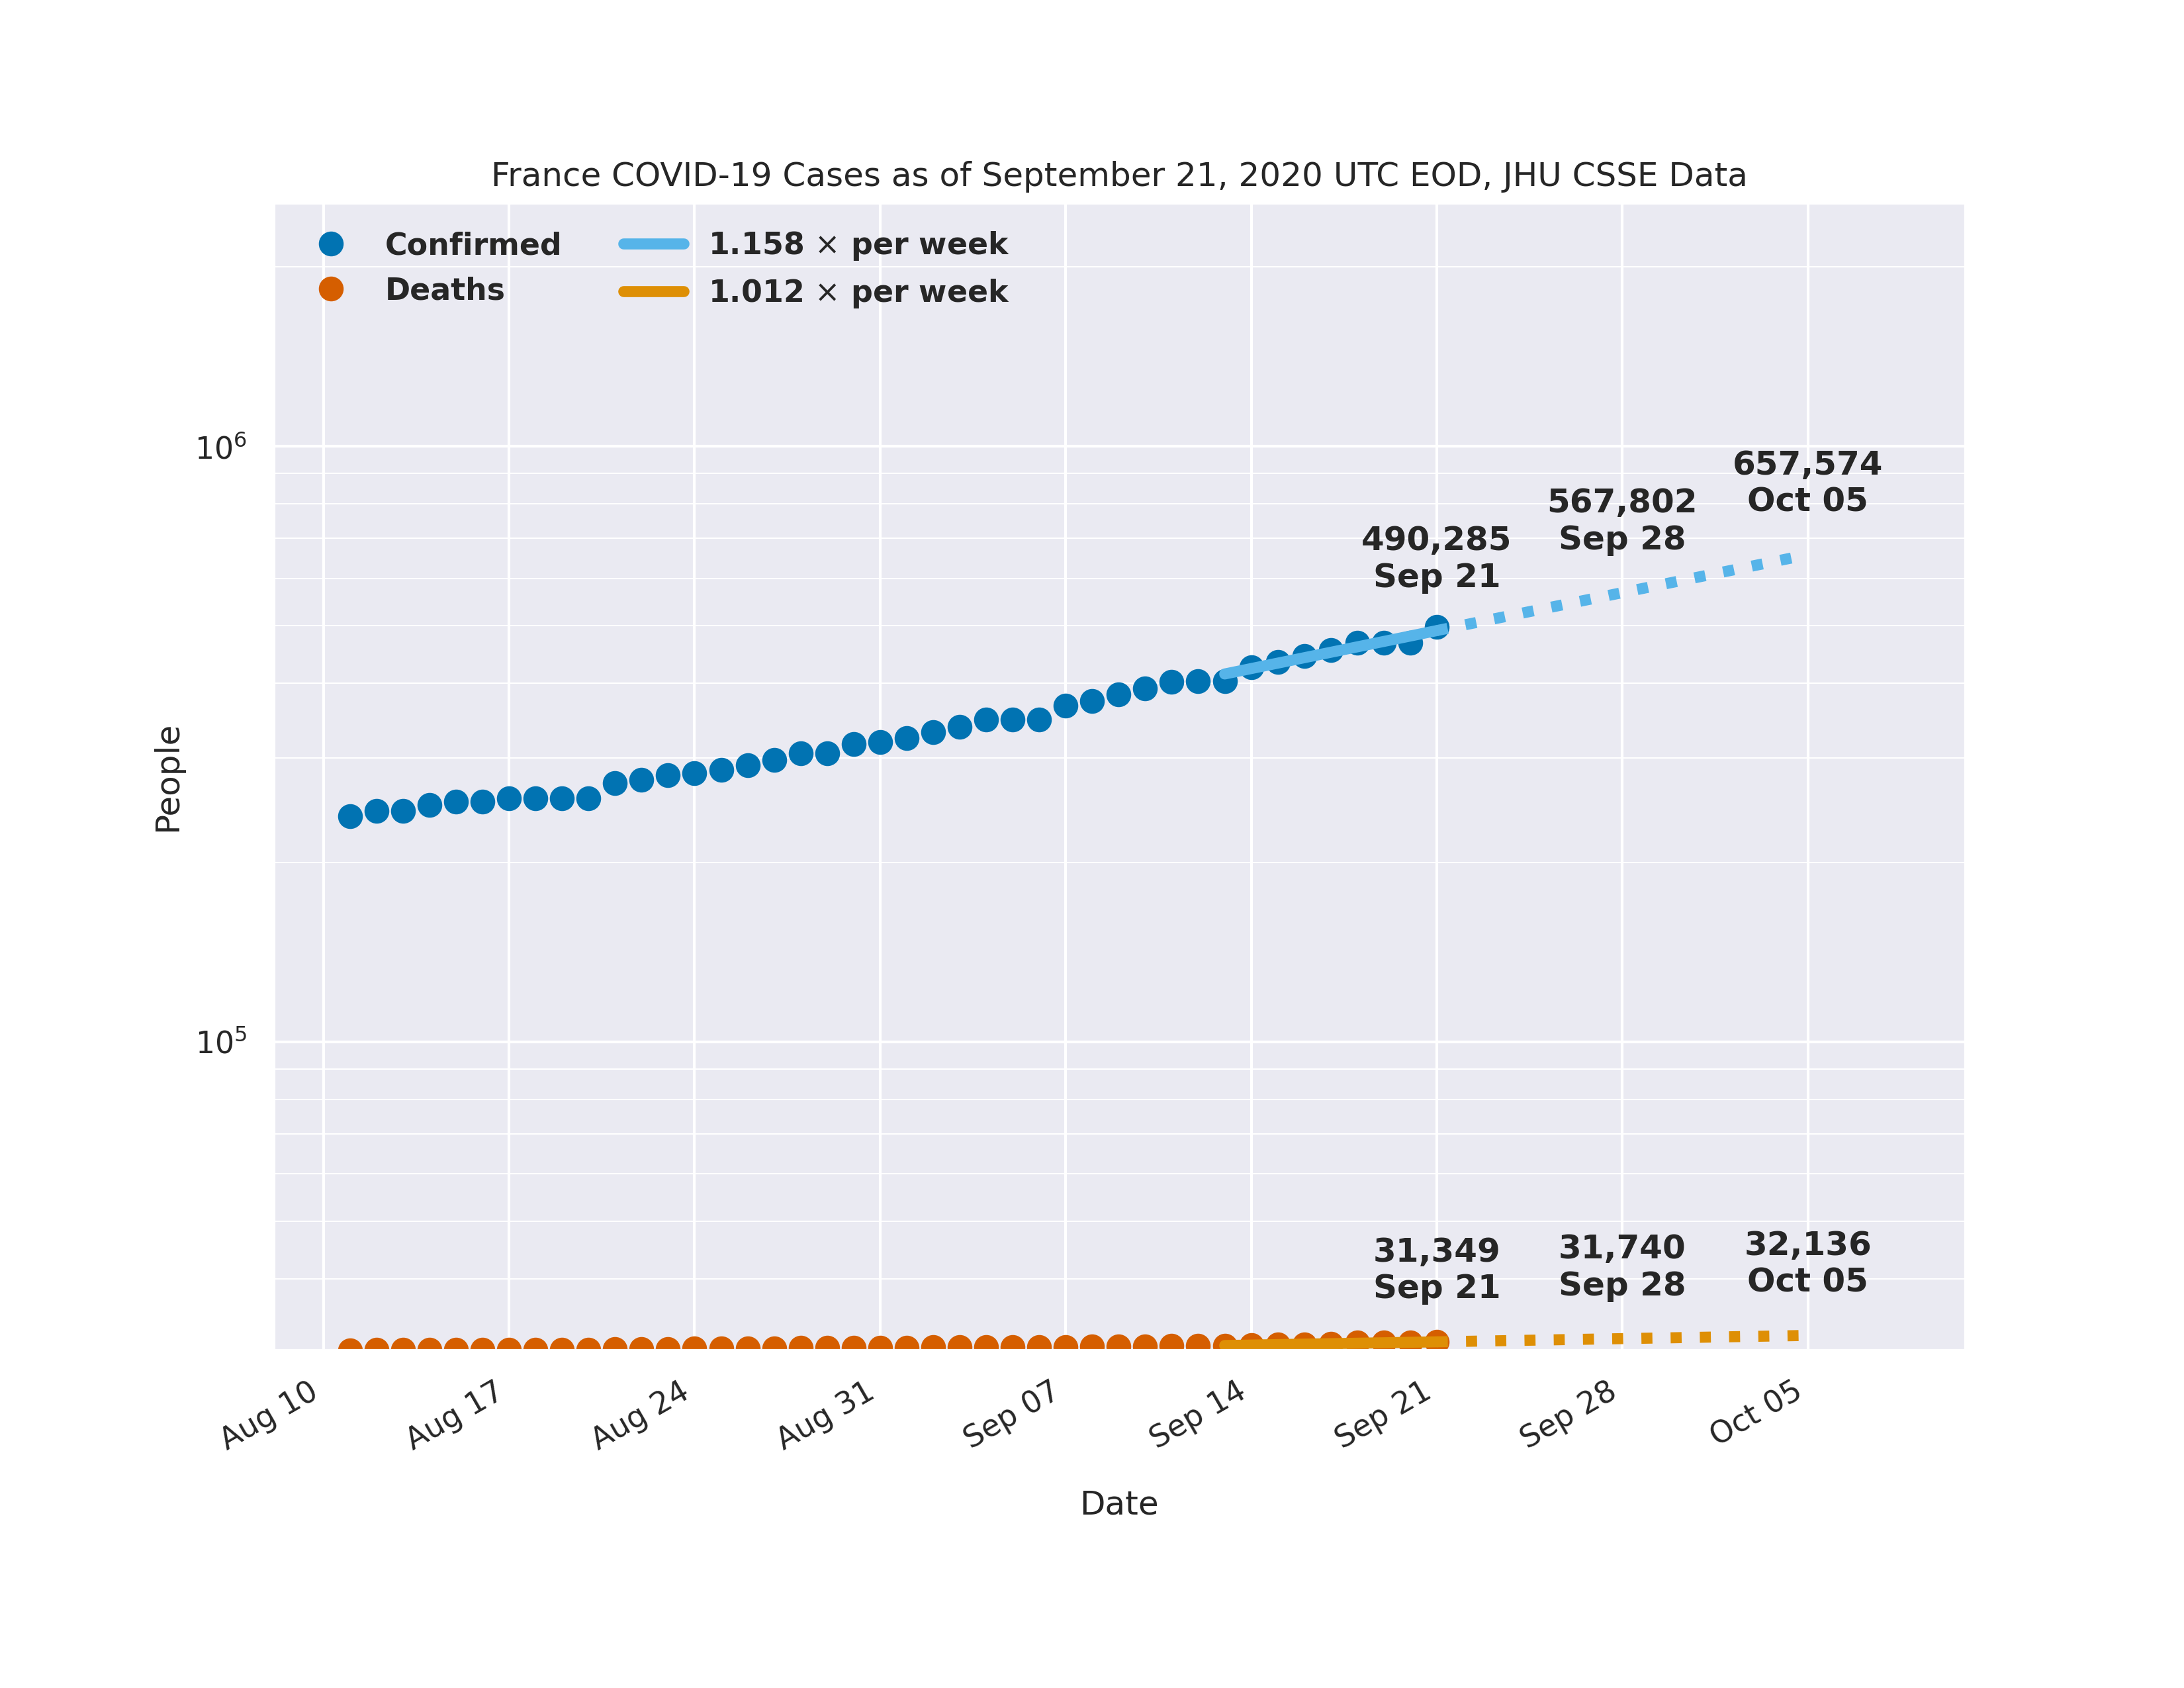 France COVID-19 Cases as of September 21, 2020 UTC EOD, JHU CSSE Data
Confirmed
Deaths
1.158 × per week
1.012 × per week
10⁶
10⁵
People
657,574
Oct 05
567,802
Sep 28
490,285
Sep 21
31,349
Sep 21
31,740
Sep 28
32,136
Oct 05
Aug 10
Aug 17
Aug 24
Aug 31
Sep 07
Sep 14
Sep 21
Sep 28
Oct 05
Date